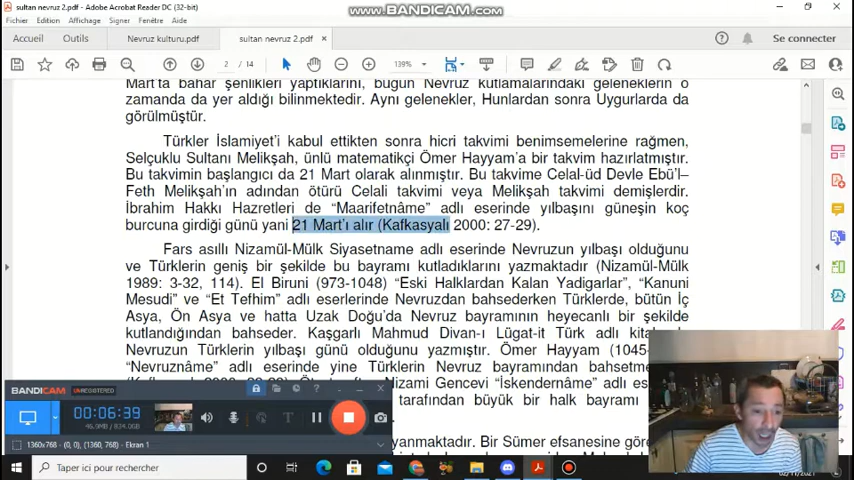 www.BANDICAM.com
sultan nevruz 2.pdf - Adobe Acrobat Reader DC (32-bit)
Fichier Edition Affichage Signer Fenêtre Aide
Accueil Outils Nevruz kulturu.pdf sultan nevruz 2.pdf × Se connecter
2 / 14 139%
Mart'ta bahar şenlikleri yaptıklarını, bugün Nevruz kutlamalarındaki geleneklerin o
zamanda da yer aldığı bilinmektedir. Aynı gelenekler, Hunlardan sonra Uygurlarda da
görülmüştür.
Türkler İslamiyet'i kabul ettikten sonra hicri takvimi benimsemelerine rağmen,
Selçuklu Sultanı Melikşah, ünlü matematikçi Ömer Hayyam'a bir takvim hazırlatmıştır.
Bu takvimin başlangıcı da 21 Mart olarak alınmıştır. Bu takvime Celal-üd Devle Ebü'l–
Feth Melikşah'ın adından ötürü Celali takvimi veya Melikşah takvimi demişlerdir.
İbrahim Hakkı Hazretleri de “Maarifetnâme” adlı eserinde yılbaşını güneşin koç
burcuna girdiği günü yani 21 Mart'ı alır (Kafkasyalı 2000: 27-29).
Fars asıllı Nizamül-Mülk Siyasetname adlı eserinde Nevruzun yılbaşı olduğunu
ve Türklerin geniş bir şekilde bu bayramı kutladıklarını yazmaktadır (Nizamül-Mülk
1989: 3-32, 114). El Biruni (973-1048) “Eski Halklardan Kalan Yadigarlar”, “Kanuni
Mesudi” ve “Et Tefhim” adlı eserlerinde Nevruzdan bahsederken Türklerde, bütün İç
Asya, Ön Asya ve hatta Uzak Doğu'da Nevruz bayramının heyecanlı bir şekilde
kutlandığından bahseder. Kaşgarlı Mahmud Divan-ı Lügat-it Türk adlı
Nevruzun Türklerin yılbaşı günü olduğunu yazmıştır. Ömer Hayyam (1045-
“Nevruznâme” adlı eserinde yine Türklerin Nevruz bayramından
Nizami Gencevi “İskendernâme” adlı
tarafından büyük bir halk bayramı
Bir Sümer efsanesine
BANDICAM UNREGISTERED
00:06:39
46.9MB / 834.0GB
1360x768 - (0, 0), (1360, 768) - Ecran 1
Taper ici pour rechercher